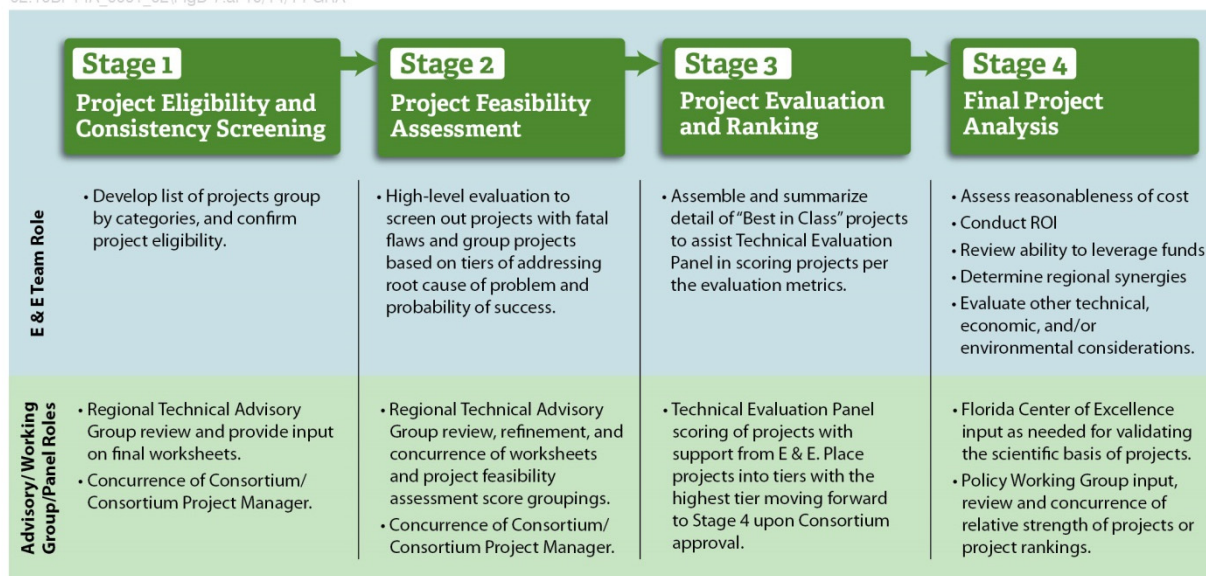 Stage 1
Project Eligibility and
Consistency Screening
Stage 2
Project Feasibility
Assessment
Stage 3
Project Evaluation
and Ranking
Stage 4
Final Project
Analysis
E & E Team Role
• Develop list of projects group
by categories, and confirm
project eligibility.
• High-level evaluation to
screen out projects with fatal
flaws and group projects
based on tiers of addressing
root cause of problem and
probability of success.
• Assemble and summarize
detail of “Best in Class” projects
to assist Technical Evaluation
Panel in scoring projects per
the evaluation metrics.
• Assess reasonableness of cost
• Conduct ROI
• Review ability to leverage funds
• Determine regional synergies
• Evaluate other technical,
economic, and/or
environmental considerations.
Advisory/Working
Group/Panel Roles
• Regional Technical Advisory
Group review and provide input
on final worksheets.
• Concurrence of Consortium/
Consortium Project Manager.
• Regional Technical Advisory
Group review, refinement, and
concurrence of worksheets
and project feasibility
assessment score groupings.
• Concurrence of Consortium/
Consortium Project Manager.
• Technical Evaluation Panel
scoring of projects with
support from E & E. Place
projects into tiers with the
highest tier moving forward
to Stage 4 upon Consortium
approval.
• Florida Center of Excellence
input as needed for validating
the scientific basis of projects.
• Policy Working Group input,
review and concurrence of
relative strength of projects or
project rankings.